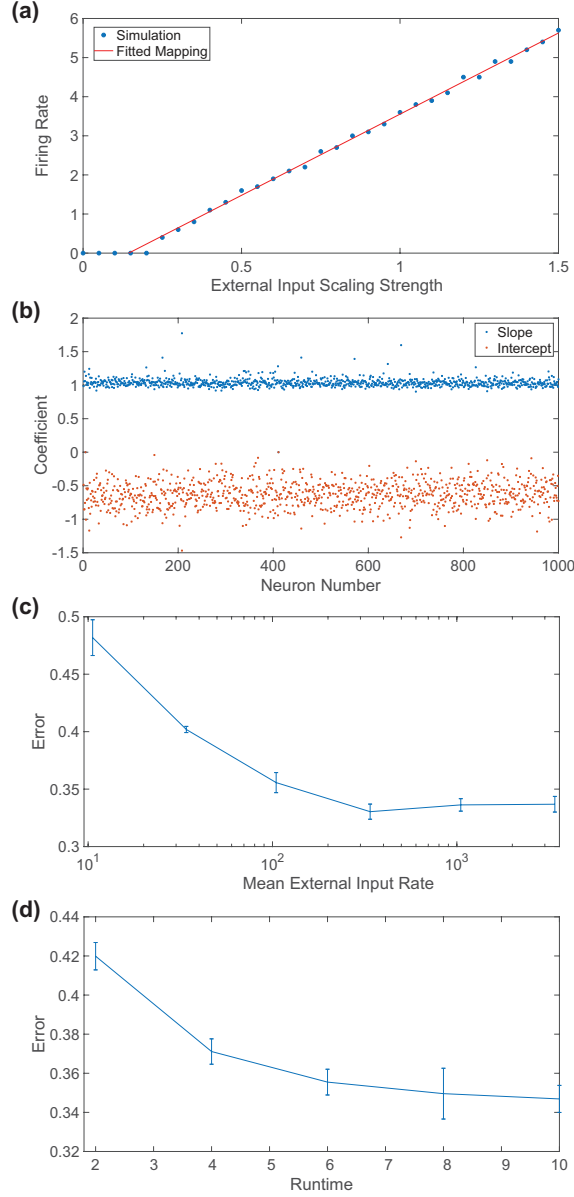 (a)
Simulation
Fitted Mapping
Firing Rate
6
5
4
3
2
1
0
0 0.5 1 1.5
External Input Scaling Strength
(b)
Slope
Intercept
Coefficient
2
1.5
1
0.5
0
-0.5
-1
-1.5
0 200 400 600 800 1000
Neuron Number
(c)
Error
0.5
0.45
0.4
0.35
0.3
10¹ 10² 10³
Mean External Input Rate
(d)
Error
0.44
0.42
0.4
0.38
0.36
0.34
0.32
2 3 4 5 6 7 8 9 10
Runtime